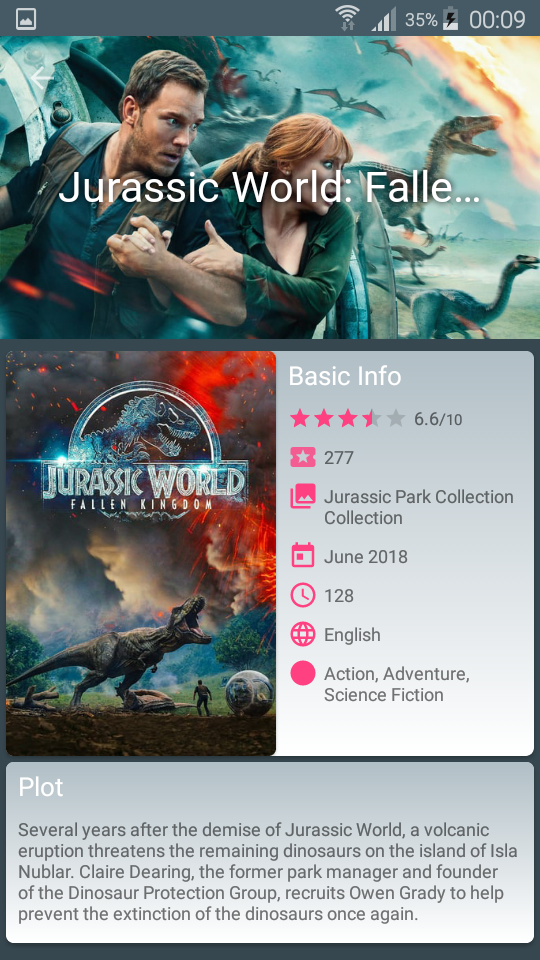 35% 00:09
Jurassic World: Falle...
JURASSIC WORLD
FALLEN KINGDOM
Basic Info
6.6/10
277
Jurassic Park Collection
Collection
June 2018
128
English
Action, Adventure,
Science Fiction
Plot
Several years after the demise of Jurassic World, a volcanic
eruption threatens the remaining dinosaurs on the island of Isla
Nublar. Claire Dearing, the former park manager and founder
of the Dinosaur Protection Group, recruits Owen Grady to help
prevent the extinction of the dinosaurs once again.